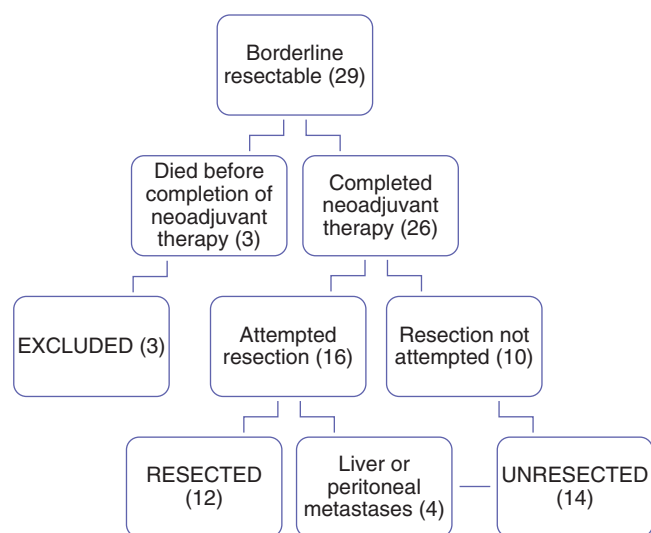 Borderline
resectable (29)
Died before
completion of
neoadjuvant
therapy (3)
Completed
neoadjuvant
therapy (26)
EXCLUDED (3)
Attempted
resection (16)
Resection not
attempted (10)
RESECTED
(12)
Liver or
peritoneal
metastases (4)
UNRESECTED
(14)